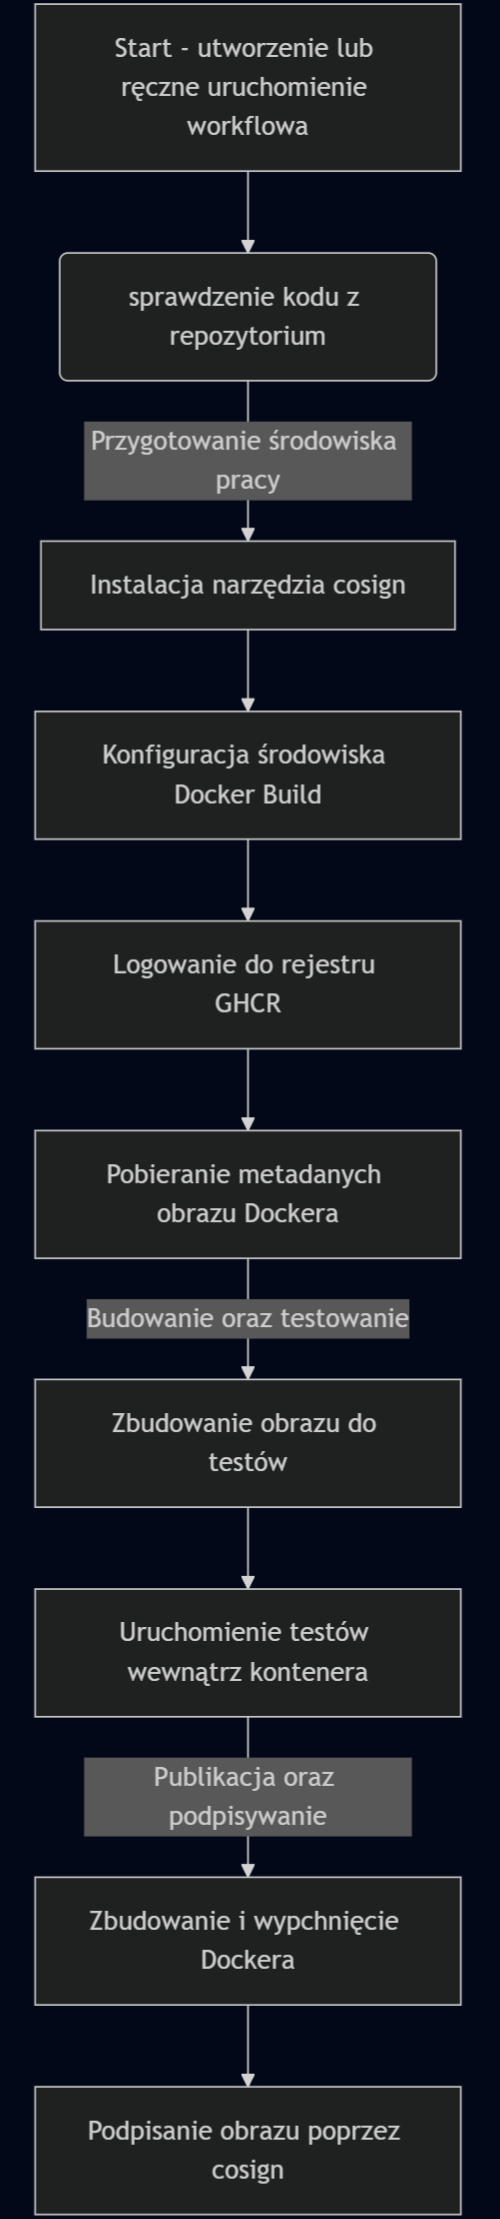 Start - utworzenie lub
ręczne uruchomienie
workflowa
sprawdzenie kodu z
repozytorium
Przygotowanie środowiska
pracy
Instalacja narzędzia cosign
Konfiguracja środowiska
Docker Build
Logowanie do rejestru
GHCR
Pobieranie metadanych
obrazu Dockera
Budowanie oraz testowanie
Zbudowanie obrazu do
testów
Uruchomienie testów
wewnątrz kontenera
Publikacja oraz
podpisywanie
Zbudowanie i wypchnięcie
Dockera
Podpisanie obrazu poprzez
cosign